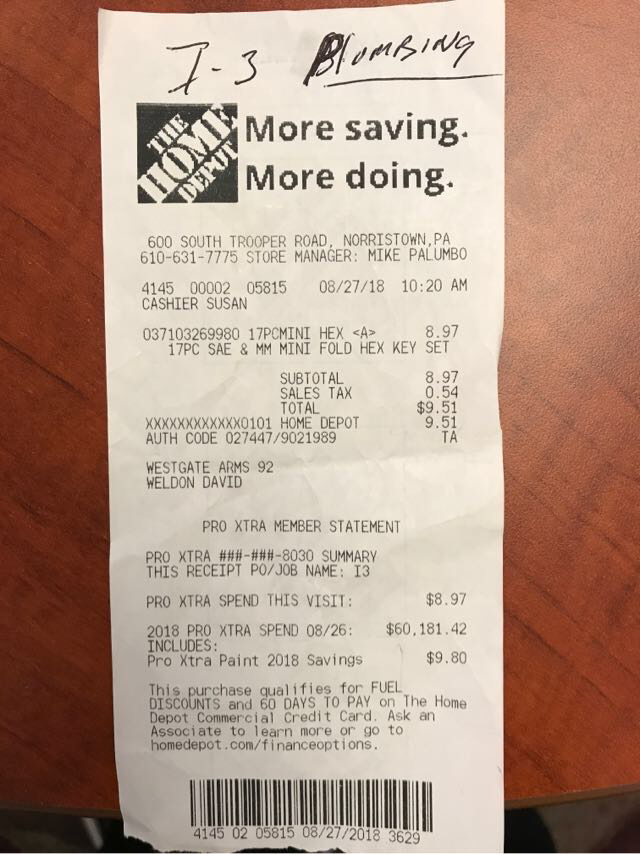 I-3 PLUMBING
THE HOME DEPOT
More saving.
More doing.
600 SOUTH TROOPER ROAD, NORRISTOWN,PA
610-631-7775 STORE MANAGER: MIKE PALUMBO
4145 00002 05815 08/27/18 10:20 AM
CASHIER SUSAN
037103269980 17PCMINI HEX <A> 8.97
17PC SAE & MM MINI FOLD HEX KEY SET
SUBTOTAL 8.97
SALES TAX 0.54
TOTAL $9.51
XXXXXXXXXXXX0101 HOME DEPOT 9.51
AUTH CODE 027447/9021989 TA
WESTGATE ARMS 92
WELDON DAVID
PRO XTRA MEMBER STATEMENT
PRO XTRA ###-###-8030 SUMMARY
THIS RECEIPT PO/JOB NAME: I3
PRO XTRA SPEND THIS VISIT: $8.97
2018 PRO XTRA SPEND 08/26: $60,181.42
INCLUDES:
Pro Xtra Paint 2018 Savings $9.80
This purchase qualifies for FUEL
DISCOUNTS and 60 DAYS TO PAY on The Home
Depot Commercial Credit Card. Ask an
Associate to learn more or go to
homedepot.com/financeoptions.
4145 02 05815 08/27/2018 3629